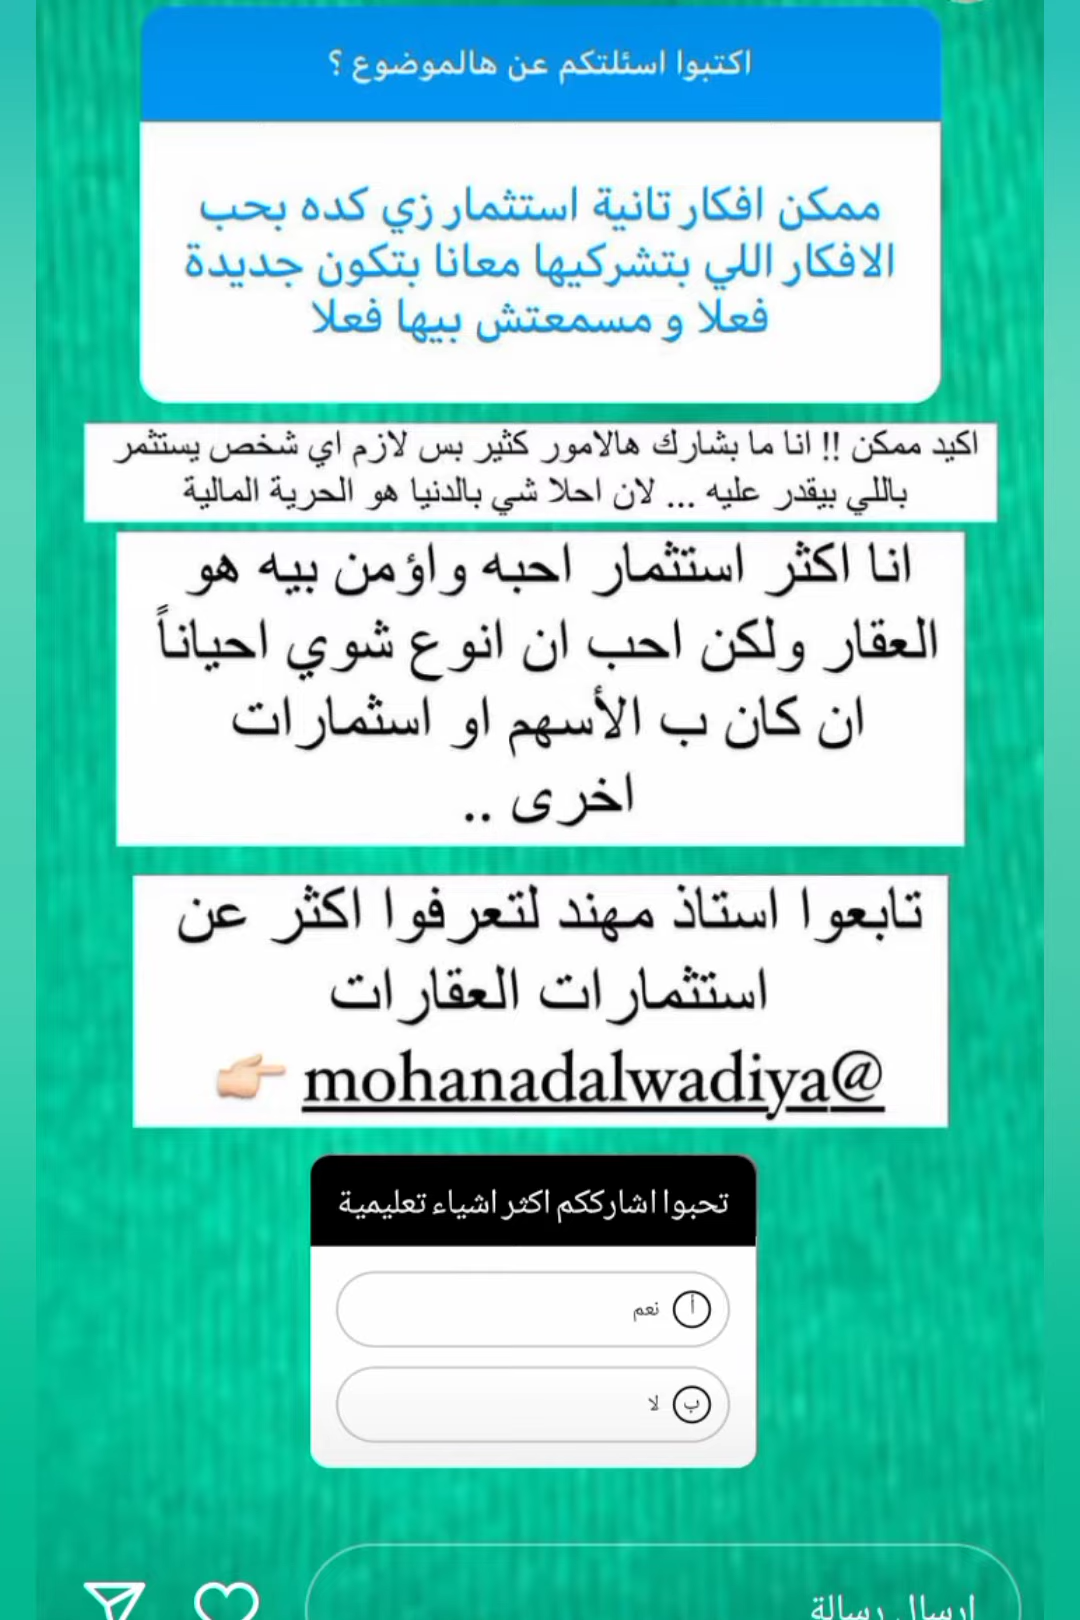 اكتبوا اسئلتكم عن هالموضوع ؟
ممكن افكار تانية استثمار زي كده بحب
الافكار اللي بتشركيها معانا بتكون جديدة
فعلا و مسمعتش بيها فعلا
اكيد ممكن !! انا ما بشارك هالامور كثير بس لازم اي شخص يستثمر
باللي بيقدر عليه ... لان احلا شي بالدنيا هو الحرية المالية
انا اكثر استثمار احبه واؤمن بيه هو
العقار ولكن احب ان انوع شوي احياناً
ان كان ب الأسهم او اسثمارات
اخرى ..
تابعوا استاذ مهند لتعرفوا اكثر عن
استثمارات العقارات
@mohanadalwadiya 👉🏻
تحبوا اشارككم اكثر اشياء تعليمية
أ نعم
ب لا
ارسال رسالة